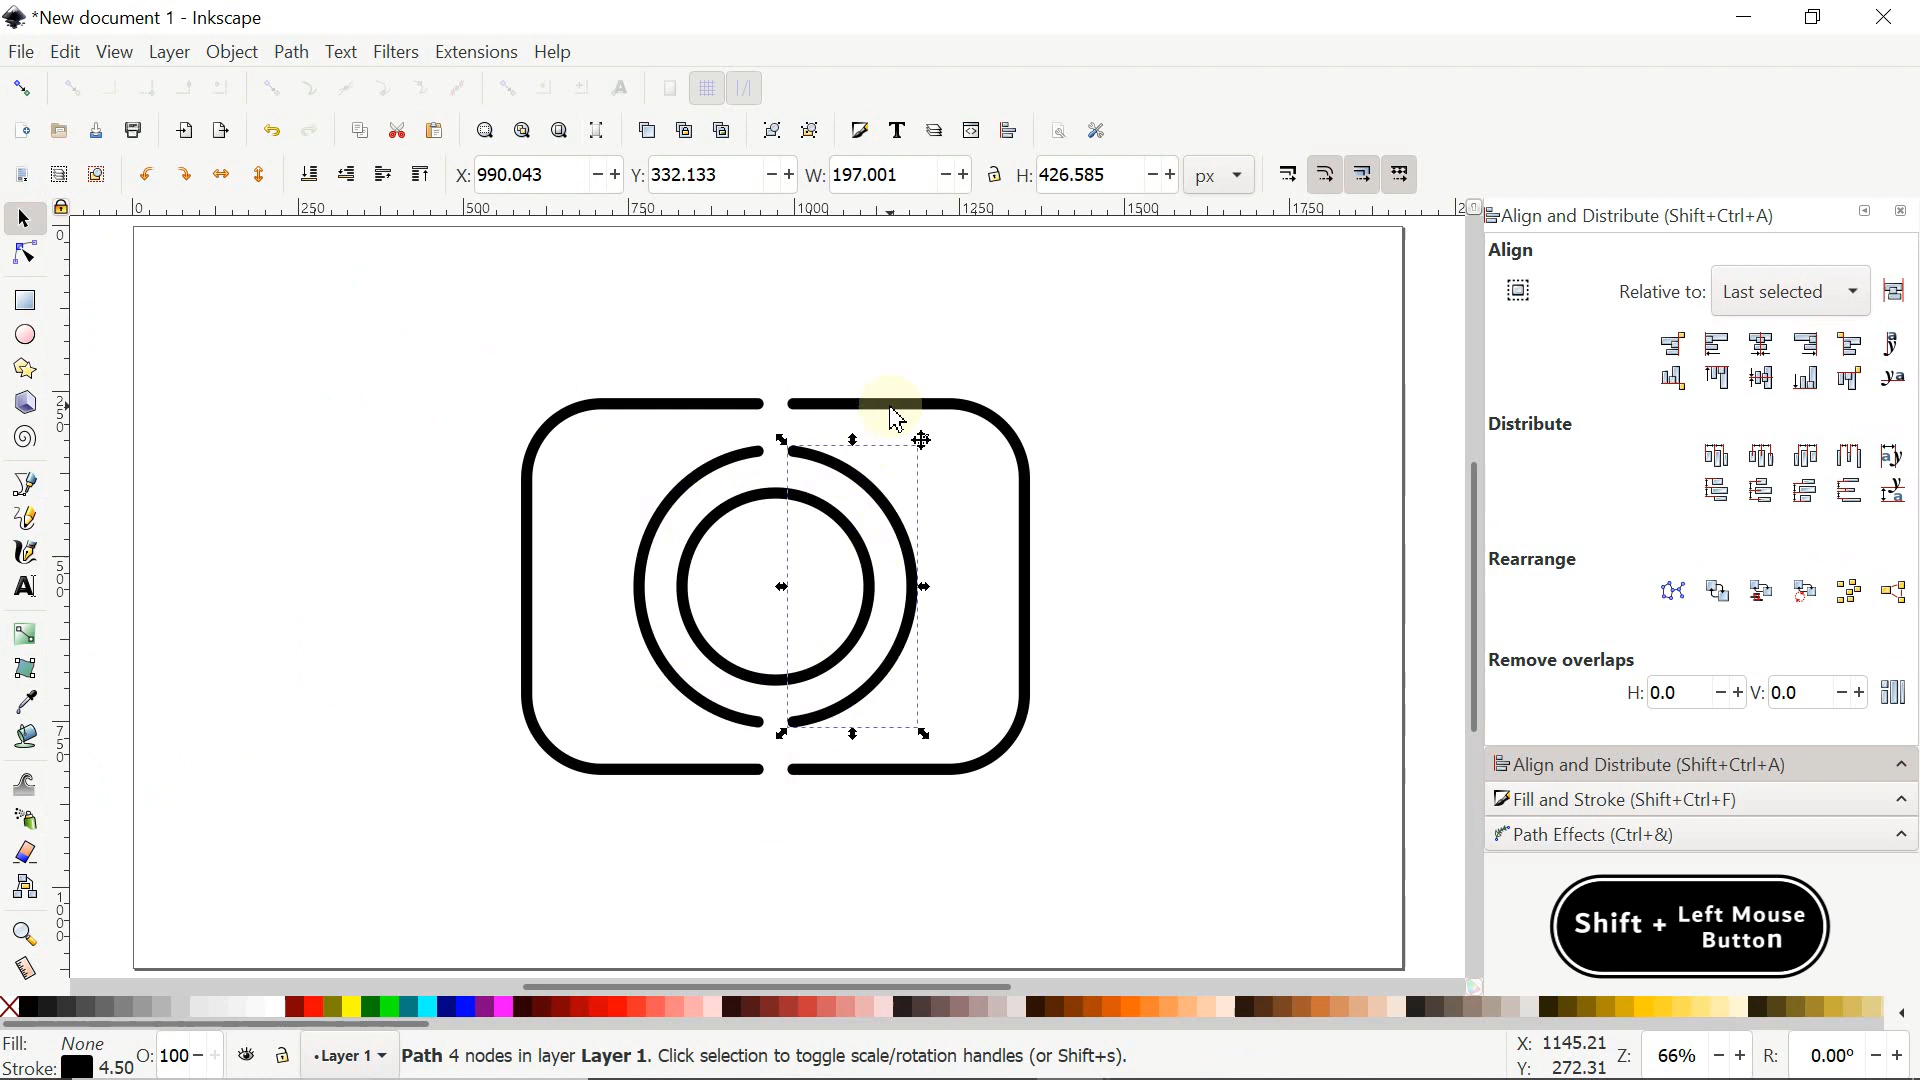 *New document 1 - Inkscape
File Edit View Layer Object Path Text Filters Extensions Help
X: 990.043 Y: 332.133 W: 197.001 H: 426.585 px
0 250 500 750 1000 1250 1500 1750
Align and Distribute (Shift+Ctrl+A)
Align
Relative to: Last selected
Distribute
Rearrange
Remove overlaps
H: 0.0 V: 0.0
Align and Distribute (Shift+Ctrl+A)
Fill and Stroke (Shift+Ctrl+F)
Path Effects (Ctrl+&)
Shift + Left Mouse
Button
0
250
500
750
1000
Fill: None
Stroke: 4.50 O: 100 •Layer 1 Path 4 nodes in layer Layer 1. Click selection to toggle scale/rotation handles (or Shift+s).
X: 1145.21
Y: 272.31
Z: 66% R: 0.00°